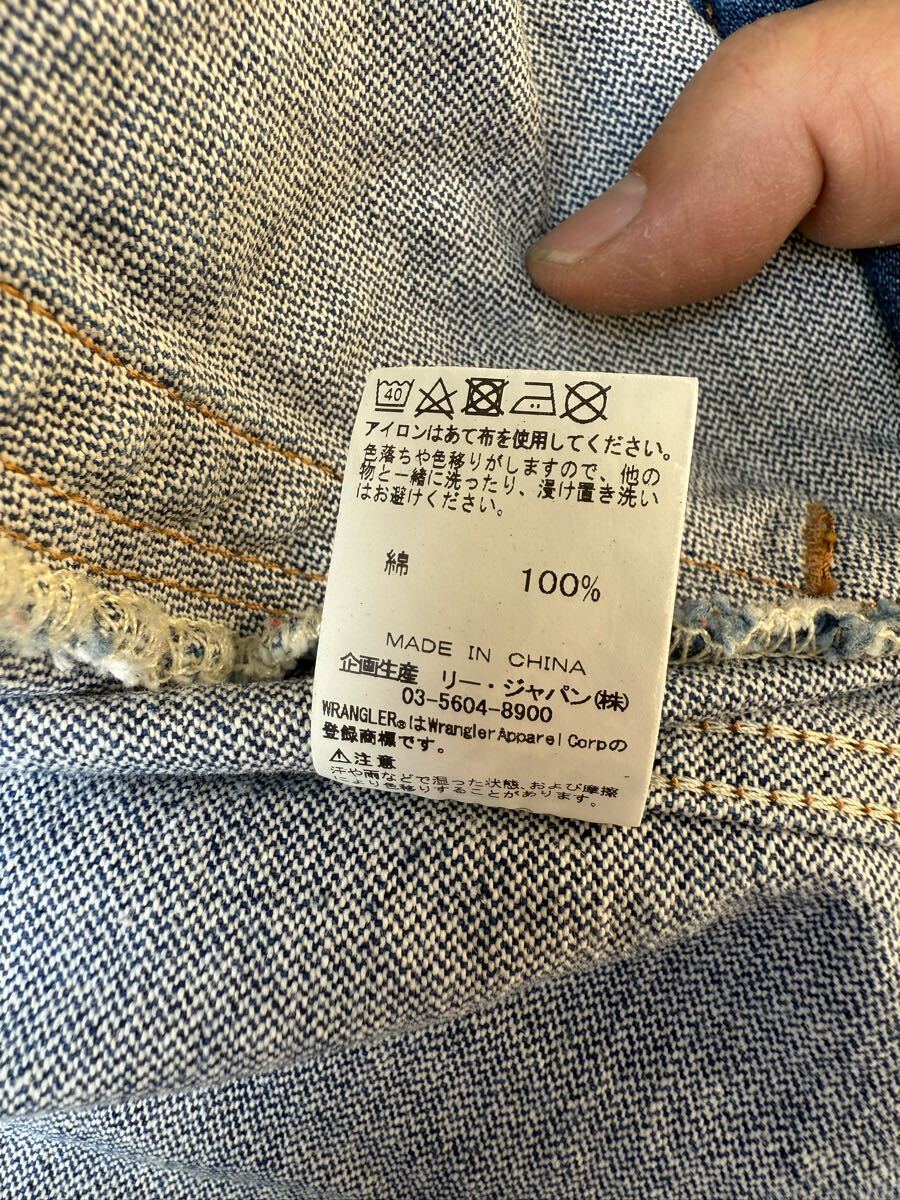 40
アイロンはあて布を使用してください。
色落ちや色移りがしますので、他の
物と一緒に洗ったり、浸け置き洗い
はお避けください。
綿 100%
MADE IN CHINA
企画生産 リー・ジャパン(株)
03-5604-8900
WRANGLER®はWrangler Apparel Corpの
登録商標です。
⚠注意
汗や雨などで湿った状態、および摩擦
により色移りすることがあります。